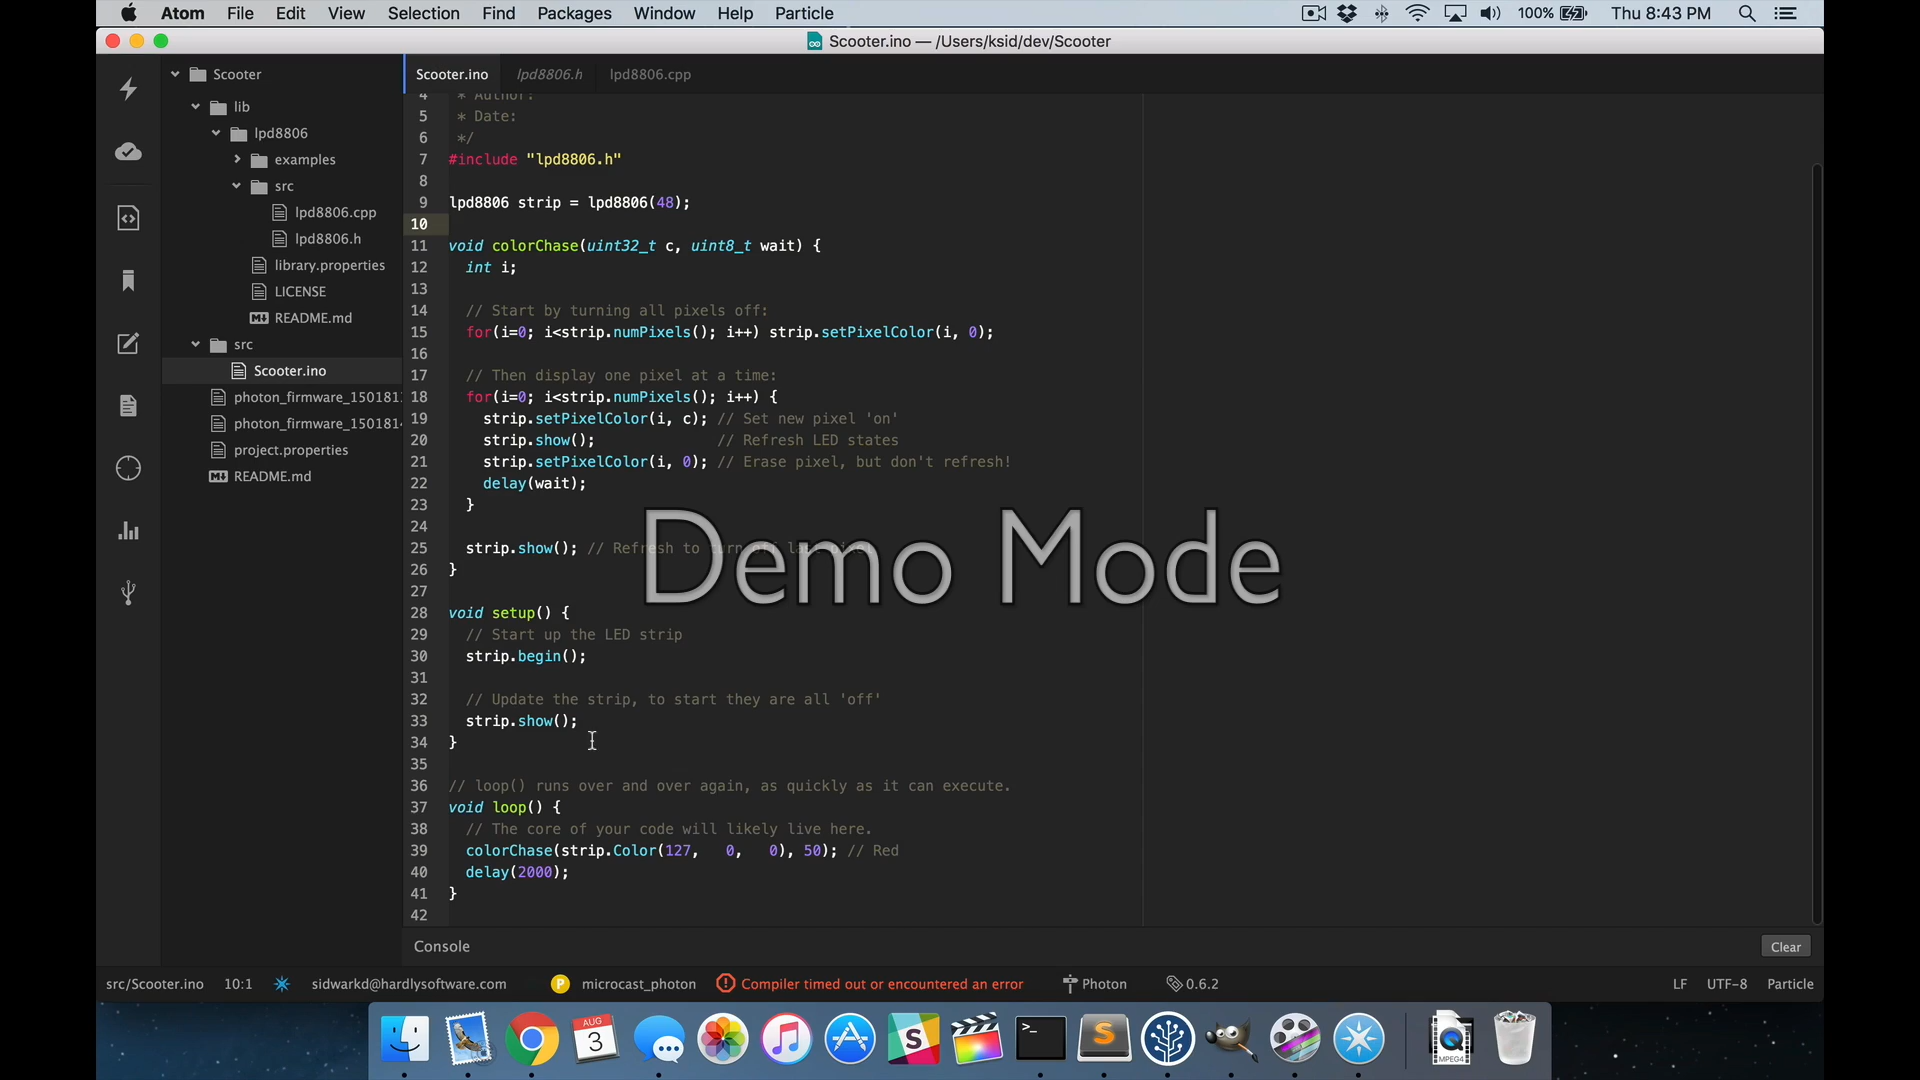 Atom File Edit View Selection Find Packages Window Help Particle 100% Thu 8:43 PM
Scooter.ino — /Users/ksid/dev/Scooter
Scooter
lib
lpd8806
examples
src
lpd8806.cpp
lpd8806.h
library.properties
LICENSE
README.md
src
Scooter.ino
photon_firmware_150181
photon_firmware_150181
project.properties
README.md
Scooter.ino lpd8806.h lpd8806.cpp
4 * Author:
5 * Date:
6 */
7 #include "lpd8806.h"
8
9 lpd8806 strip = lpd8806(48);
10
11 void colorChase(uint32_t c, uint8_t wait) {
12 int i;
13
14 // Start by turning all pixels off:
15 for(i=0; i<strip.numPixels(); i++) strip.setPixelColor(i, 0);
16
17 // Then display one pixel at a time:
18 for(i=0; i<strip.numPixels(); i++) {
19 strip.setPixelColor(i, c); // Set new pixel 'on'
20 strip.show(); // Refresh LED states
21 strip.setPixelColor(i, 0); // Erase pixel, but don't refresh!
22 delay(wait);
23 }
24
25 strip.show(); // Refresh to turn off last pixel
26 }
27
28 void setup() {
29 // Start up the LED strip
30 strip.begin();
31
32 // Update the strip, to start they are all 'off'
33 strip.show();
34 }
35
36 // loop() runs over and over again, as quickly as it can execute.
37 void loop() {
38 // The core of your code will likely live here.
39 colorChase(strip.Color(127, 0, 0), 50); // Red
40 delay(2000);
41 }
42
Demo Mode
Console Clear
src/Scooter.ino 10:1 sidwarkd@hardlysoftware.com P microcast_photon Compiler timed out or encountered an error Photon 0.6.2 LF UTF-8 Particle
AUG
3
S
>_
S
MPEG4